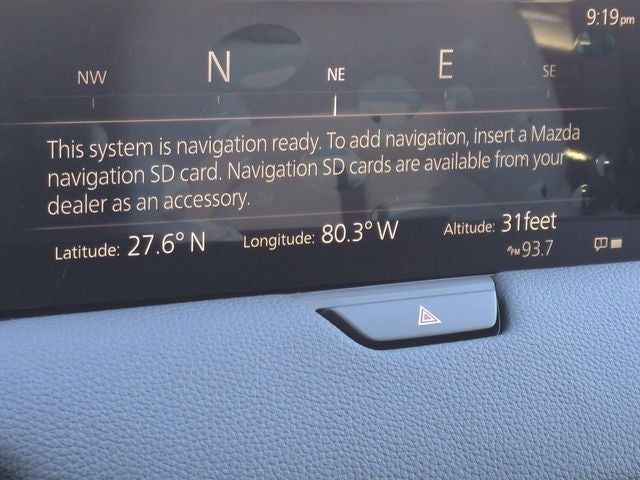 9:19pm
NW N NE E SE
This system is navigation ready. To add navigation, insert a Mazda
navigation SD card. Navigation SD cards are available from your
dealer as an accessory.
Latitude: 27.6° N Longitude: 80.3° W Altitude: 31feet
FM 93.7